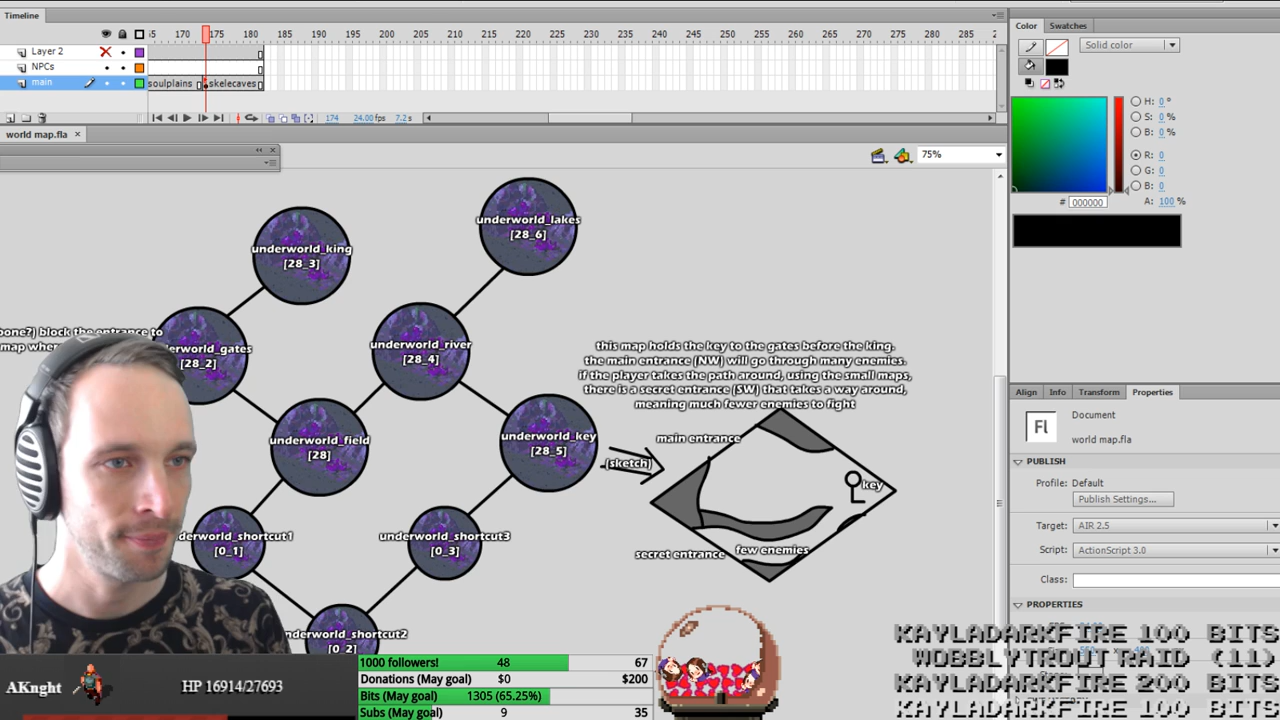 Timeline
65 170 175 180 185 190 195 200 205 210 215 220 225 230 235 240 245 250 255 260 265 270 275 280 285 2
Layer 2
NPCs
main
soulplains
skelecaves
174 24.00 fps 7.2 s
world map.fla ×
75%
underworld_lakes
[28_6]
underworld_king
[28_3]
bone?) block the entrance to
map wher
erworld_gates
[28_2]
underworld_river
[28_4]
this map holds the key to the gates before the king.
the main entrance (NW) will go through many enemies.
if the player takes the path around, using the small maps,
there is a secret entrance (SW) that takes a way around,
meaning much fewer enemies to fight
underworld_field
[28]
underworld_key
[28_5]
(sketch)
main entrance
key
secret entrance
few enemies
derworld_shortcut1
[0_1]
underworld_shortcut3
[0_3]
underworld_shortcut2
[0_2]
Color Swatches
Solid color
H: 0 °
S: 0 %
B: 0 %
R: 0
G: 0
B: 0
# 000000
A: 100 %
Align Info Transform Properties
Fl
Document
world map.fla
PUBLISH
Profile: Default
Publish Settings...
Target: AIR 2.5
Script: ActionScript 3.0
Class:
PROPERTIES
KAYLADARKFIRE 100 BITS
WOBBLYTROUT RAID (11)
KAYLADARKFIRE 200 BITS
KAYLADARKFIRE 100 BITS
AKnght
HP 16914/27693
1000 followers! 48 67
Donations (May goal) $0 $200
Bits (May goal) 1305 (65.25%)
Subs (May goal) 9 35